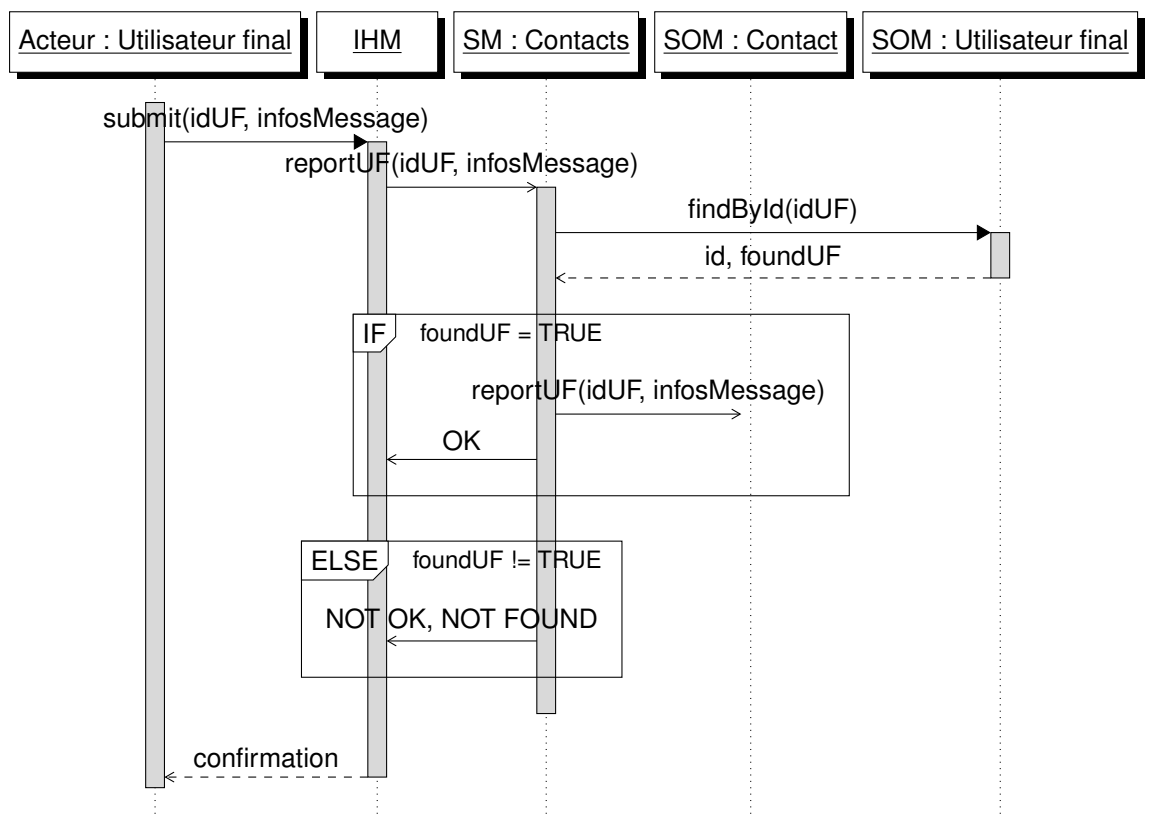 Acteur : Utilisateur final
IHM
SM : Contacts
SOM : Contact
SOM : Utilisateur final
submit(idUF, infosMessage)
reportUF(idUF, infosMessage)
findById(idUF)
id, foundUF
IF
foundUF = TRUE
reportUF(idUF, infosMessage)
OK
ELSE
foundUF != TRUE
NOT OK, NOT FOUND
confirmation